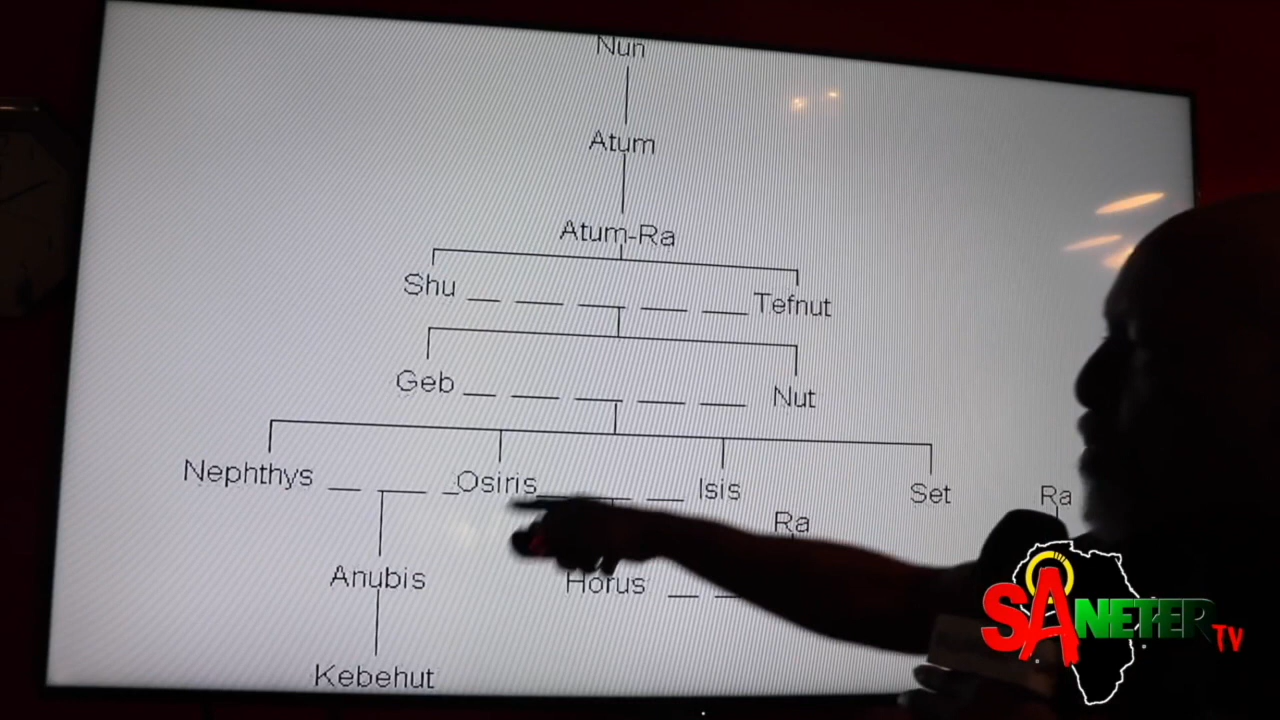 Nun
Atum
Atum-Ra
Shu
Tefnut
Geb
Nut
Nephthys
Osiris
Isis
Set
Ra
Ra
Anubis
Horus
Kebehut
SANETER TV